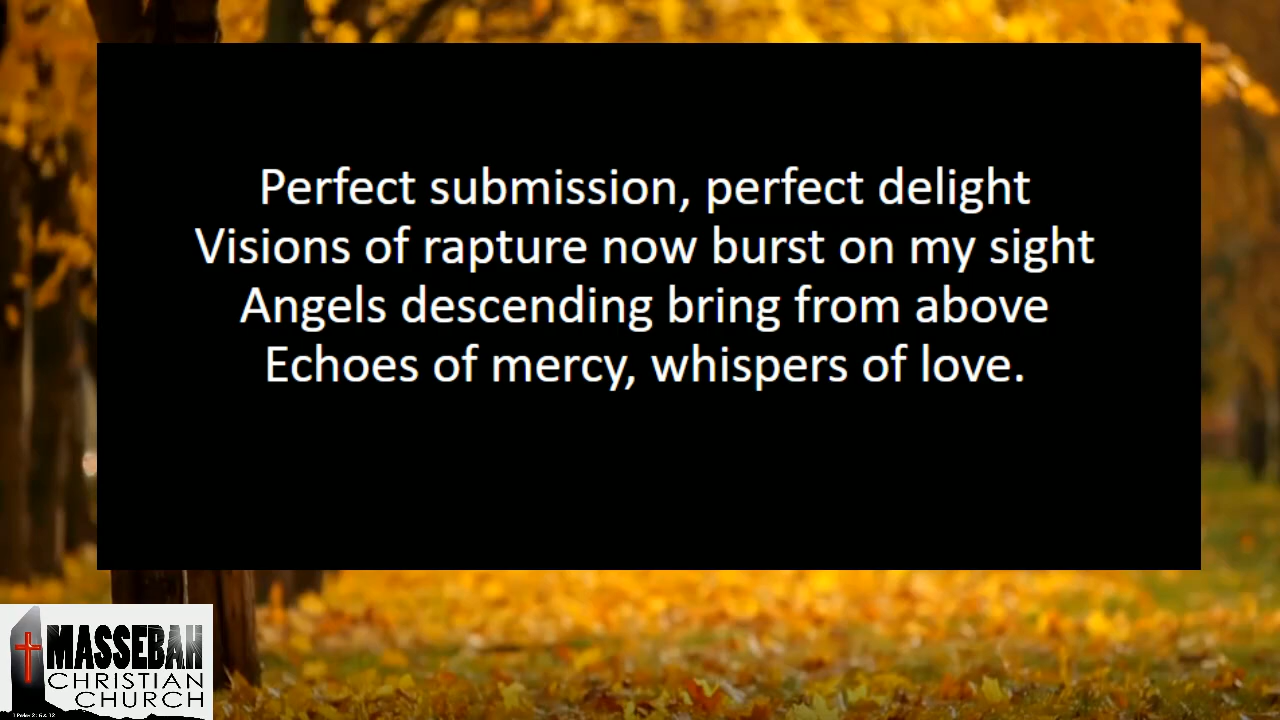 Perfect submission, perfect delight
Visions of rapture now burst on my sight
Angels descending bring from above
Echoes of mercy, whispers of love.
MASSEBAH
CHRISTIAN
CHURCH